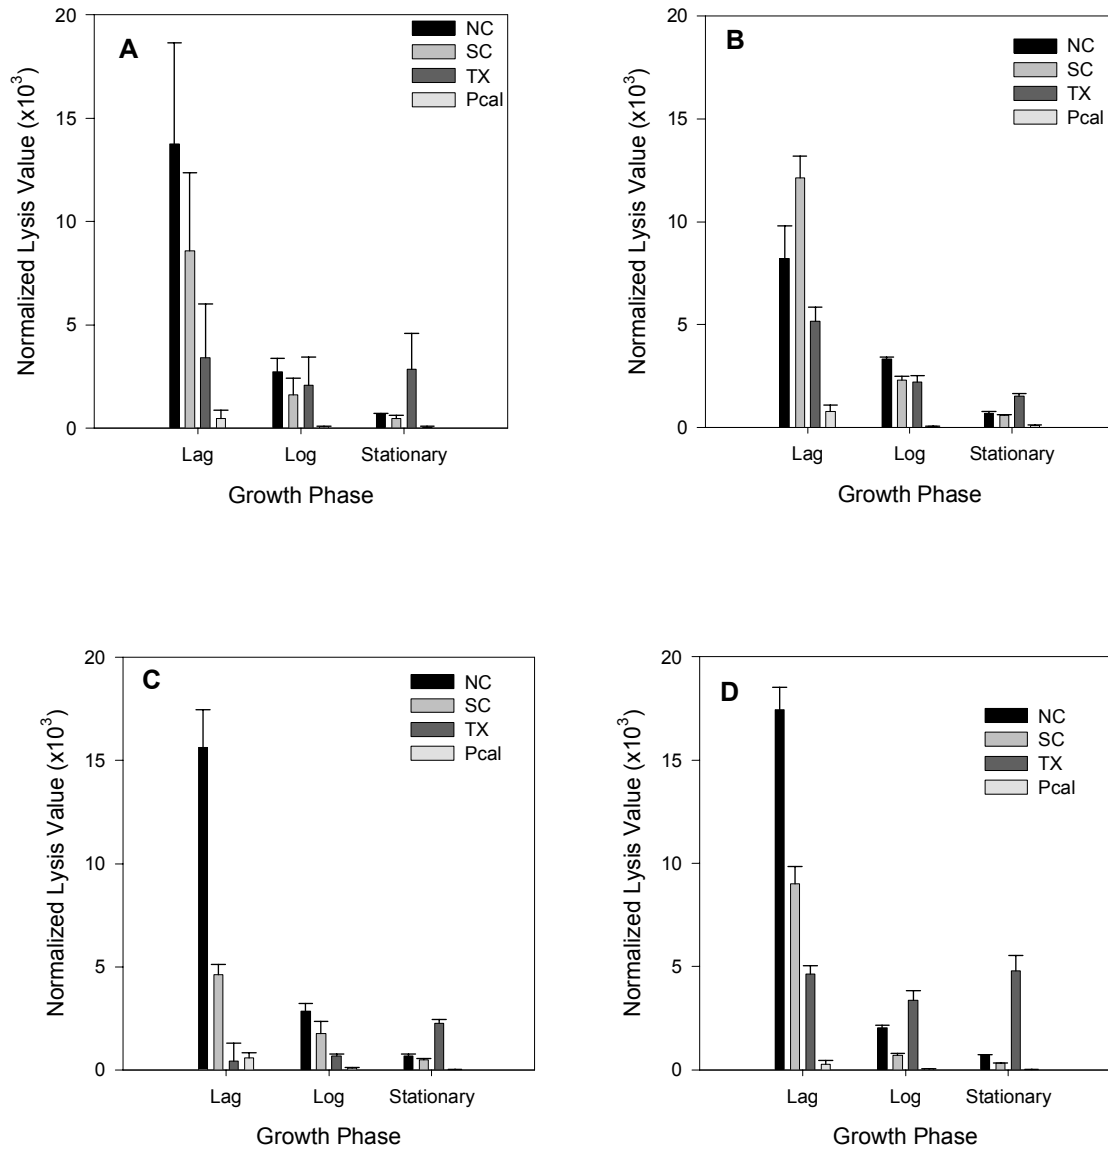 A
NC
SC
TX
Pcal
20
15
10
5
0
Normalized Lysis Value (x10³)
Lag Log Stationary
Growth Phase
B
NC
SC
TX
Pcal
20
15
10
5
0
Normalized Lysis Value (x10³)
Lag Log Stationary
Growth Phase
C
NC
SC
TX
Pcal
20
15
10
5
0
Normalized Lysis Value (x10³)
Lag Log Stationary
Growth Phase
D
NC
SC
TX
Pcal
20
15
10
5
0
Normalized Lysis Value (x10³)
Lag Log Stationary
Growth Phase